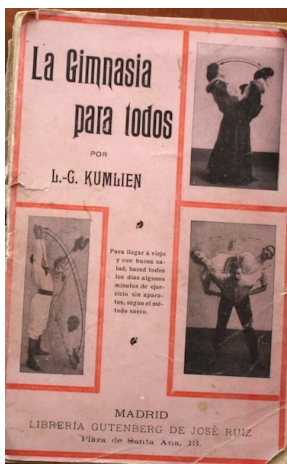 La Gimnasia
para todos
POR
L.-G. KUMLIEN
Para llegar á viejo
y con buena sa-
lud, haced todos
los días algunos
minutos de ejer-
cicio sin apara-
tos, según el mé-
todo sueco.
MADRID
LIBRERÍA GUTENBERG DE JOSÉ RUIZ
Plaza de Santa Ana, 13.